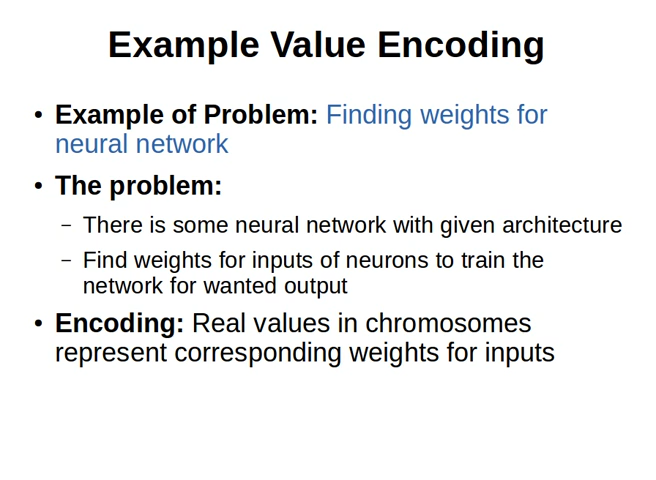 Example Value Encoding
• Example of Problem: Finding weights for
neural network
• The problem:
– There is some neural network with given architecture
– Find weights for inputs of neurons to train the
network for wanted output
• Encoding: Real values in chromosomes
represent corresponding weights for inputs